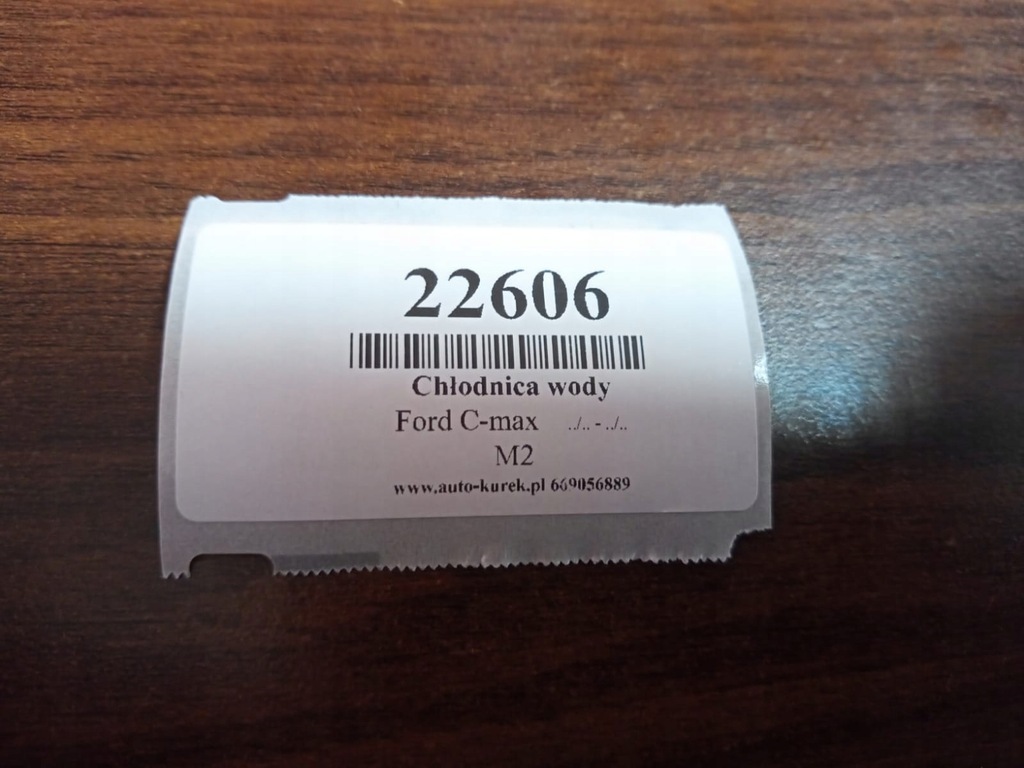 22606
Chłodnica wody
Ford C-max ../.. - ../..
M2
www.auto-kurek.pl 669056889